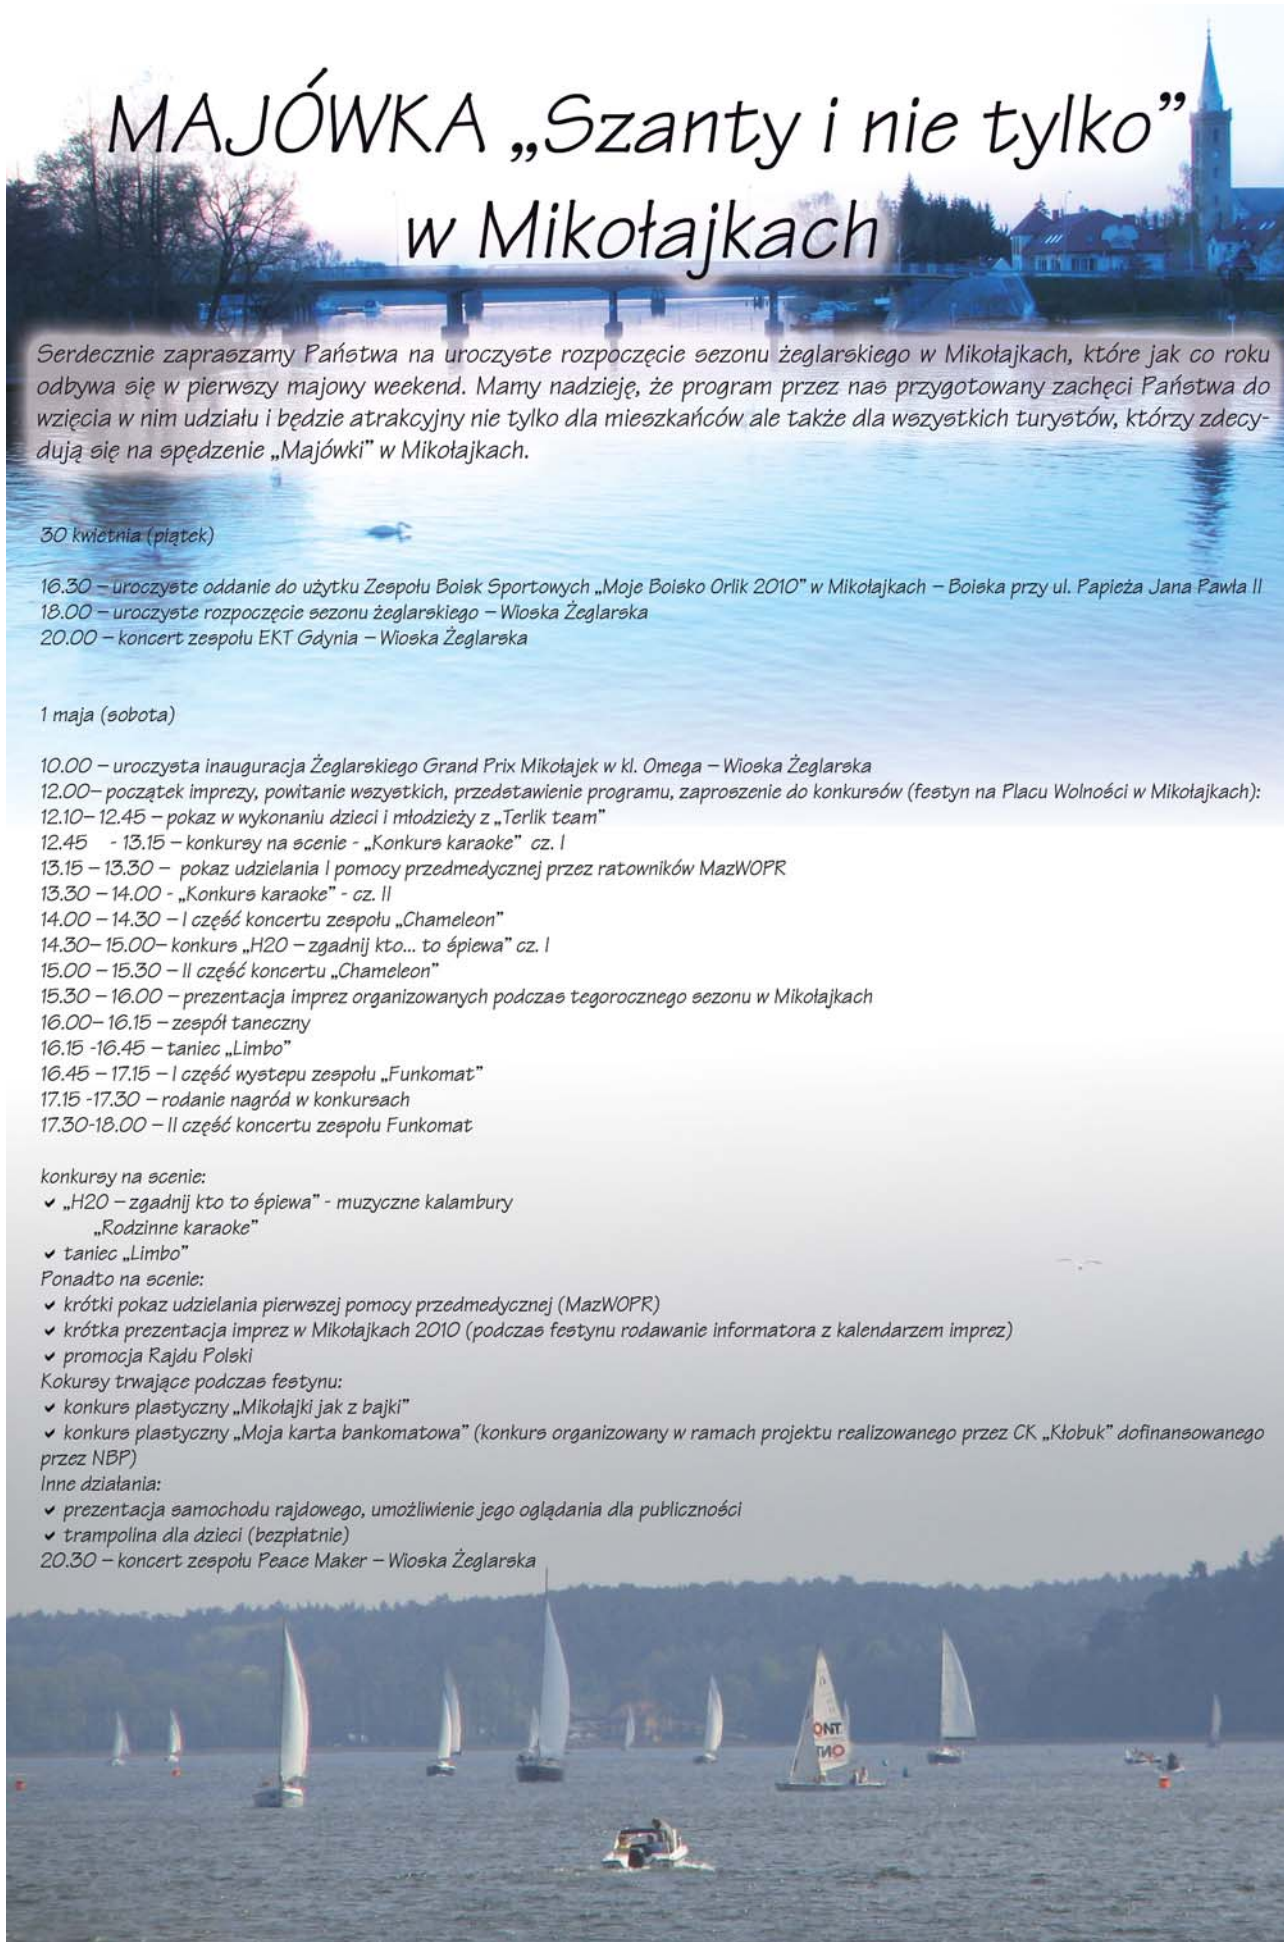 MAJÓWKA „Szanty i nie tylko”
w Mikołajkach
Serdecznie zapraszamy Państwa na uroczyste rozpoczęcie sezonu żeglarskiego w Mikołajkach, które jak co roku
odbywa się w pierwszy majowy weekend. Mamy nadzieję, że program przez nas przygotowany zachęci Państwa do
wzięcia w nim udziału i będzie atrakcyjny nie tylko dla mieszkańców ale także dla wszystkich turystów, którzy zdecy-
dują się na spędzenie „Majówki” w Mikołajkach.
30 kwietnia (piątek)
16.30 – uroczyste oddanie do użytku Zespołu Boisk Sportowych „Moje Boisko Orlik 2010” w Mikołajkach – Boiska przy ul. Papieża Jana Pawła II
18.00 – uroczyste rozpoczęcie sezonu żeglarskiego – Wioska Żeglarska
20.00 – koncert zespołu EKT Gdynia – Wioska Żeglarska
1 maja (sobota)
10.00 – uroczysta inauguracja Żeglarskiego Grand Prix Mikołajek w kl. Omega – Wioska Żeglarska
12.00– początek imprezy, powitanie wszystkich, przedstawienie programu, zaproszenie do konkursów (festyn na Placu Wolności w Mikołajkach):
12.10– 12.45 – pokaz w wykonaniu dzieci i młodzieży z „Terlik team”
12.45 - 13.15 – konkursy na scenie - „Konkurs karaoke” cz. I
13.15 – 13.30 – pokaz udzielania I pomocy przedmedycznej przez ratowników MazWOPR
13.30 – 14.00 - „Konkurs karaoke” - cz. II
14.00 – 14.30 – I część koncertu zespołu „Chameleon”
14.30– 15.00– konkurs „H20 – zgadnij kto... to śpiewa” cz. I
15.00 – 15.30 – II część koncertu „Chameleon”
15.30 – 16.00 – prezentacja imprez organizowanych podczas tegorocznego sezonu w Mikołajkach
16.00– 16.15 – zespół taneczny
16.15 -16.45 – taniec „Limbo”
16.45 – 17.15 – I część wystepu zespołu „Funkomat”
17.15 -17.30 – rodanie nagród w konkursach
17.30-18.00 – II część koncertu zespołu Funkomat
konkursy na scenie:
✓ „H20 – zgadnij kto to śpiewa” - muzyczne kalambury
„Rodzinne karaoke”
✓ taniec „Limbo”
Ponadto na scenie:
✓ krótki pokaz udzielania pierwszej pomocy przedmedycznej (MazWOPR)
✓ krótka prezentacja imprez w Mikołajkach 2010 (podczas festynu rodawanie informatora z kalendarzem imprez)
✓ promocja Rajdu Polski
Kokursy trwające podczas festynu:
✓ konkurs plastyczny „Mikołajki jak z bajki”
✓ konkurs plastyczny „Moja karta bankomatowa” (konkurs organizowany w ramach projektu realizowanego przez CK „Kłobuk” dofinansowanego
przez NBP)
Inne działania:
✓ prezentacja samochodu rajdowego, umożliwienie jego oglądania dla publiczności
✓ trampolina dla dzieci (bezpłatnie)
20.30 – koncert zespołu Peace Maker – Wioska Żeglarska